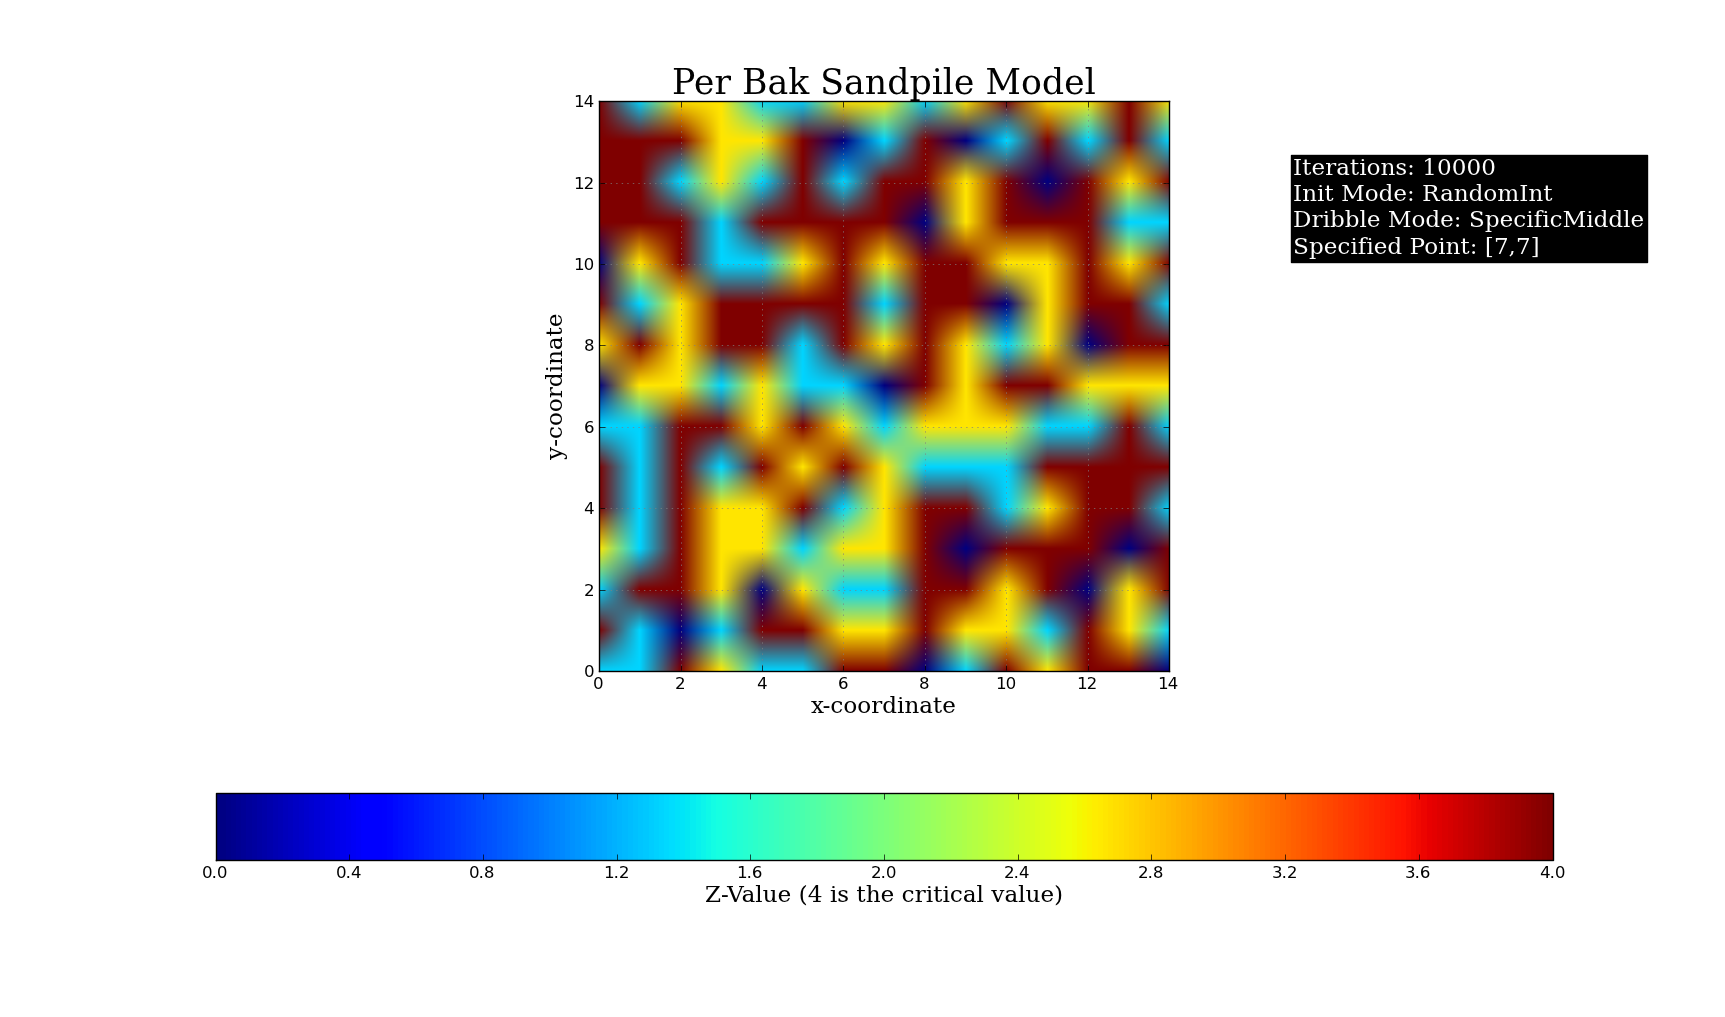 Per Bak Sandpile Model
14
12
10
8
6
4
2
0
y-coordinate
0 2 4 6 8 10 12 14
x-coordinate
Iterations: 10000
Init Mode: RandomInt
Dribble Mode: SpecificMiddle
Specified Point: [7,7]
0.0 0.4 0.8 1.2 1.6 2.0 2.4 2.8 3.2 3.6 4.0
Z-Value (4 is the critical value)